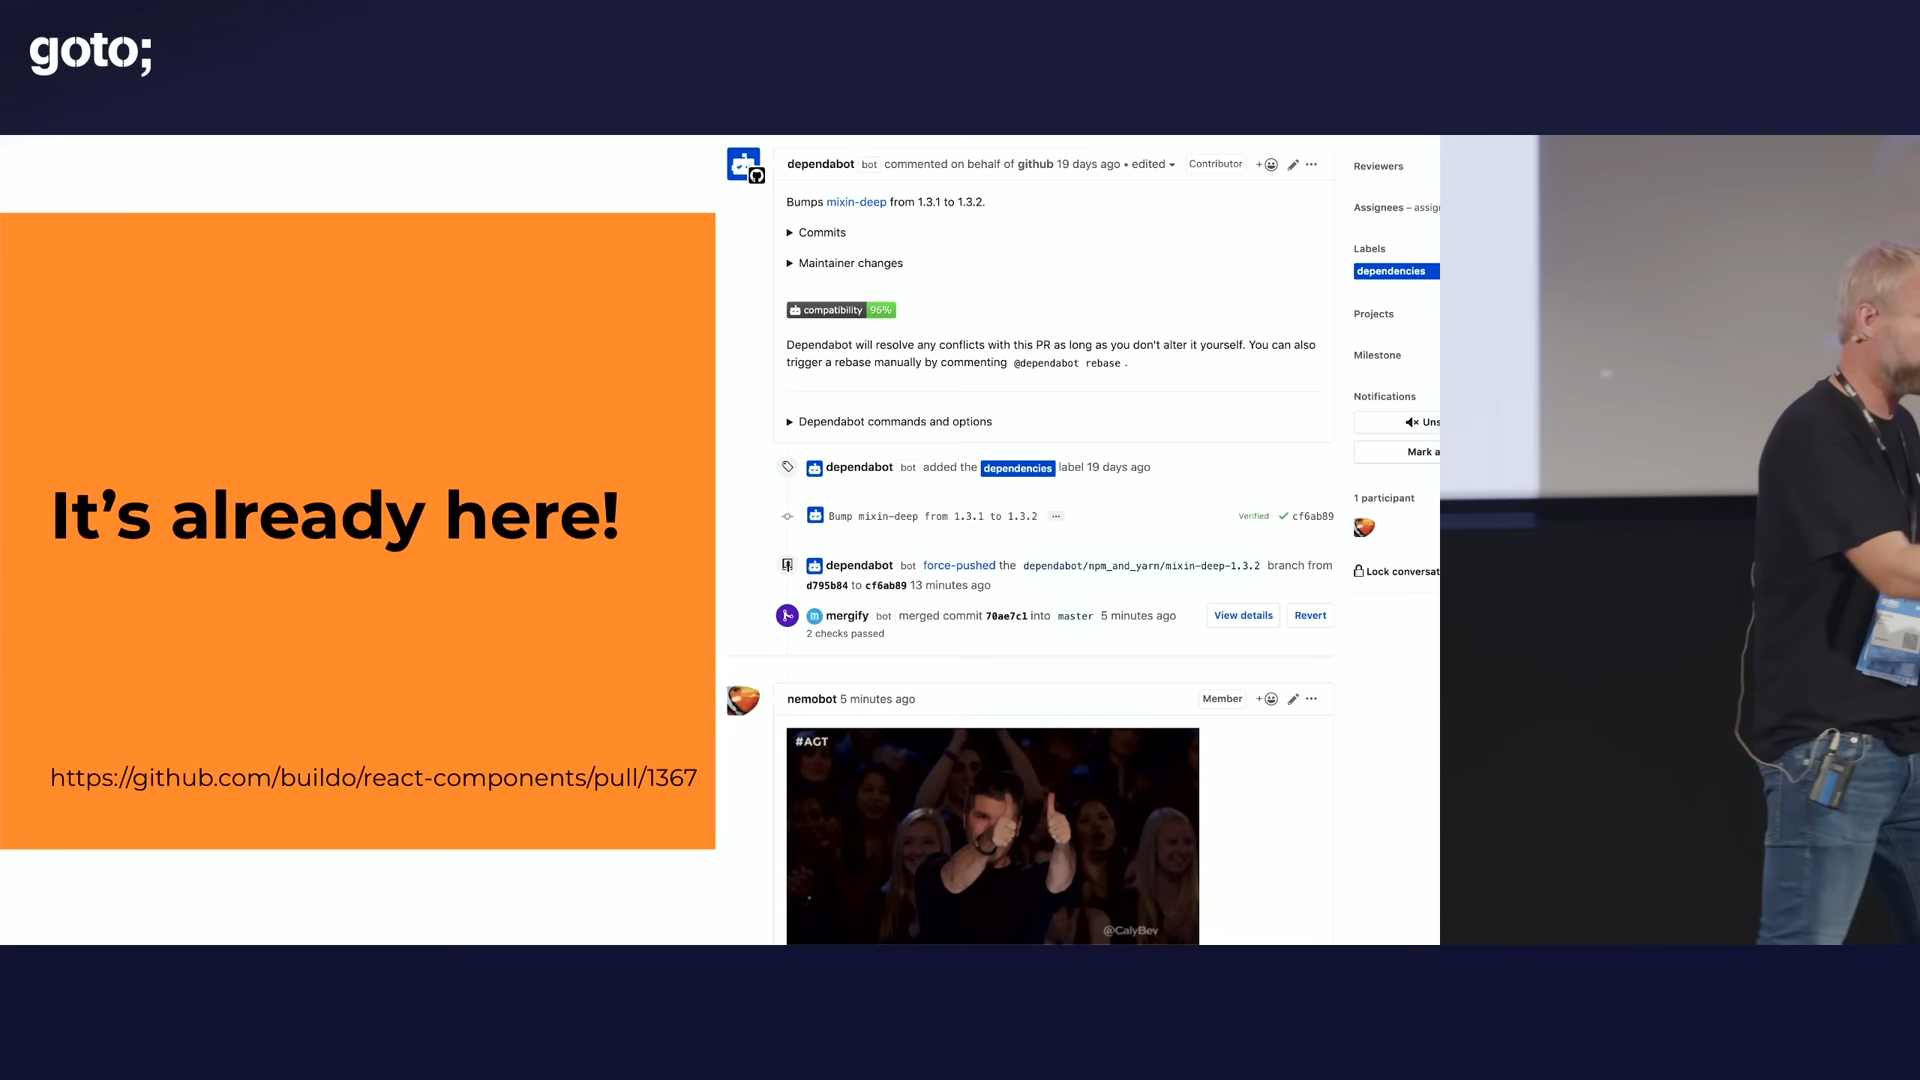 goto;
It's already here!
https://github.com/buildo/react-components/pull/1367
dependabot bot commented on behalf of github 19 days ago • edited Contributor
Bumps mixin-deep from 1.3.1 to 1.3.2.
Commits
Maintainer changes
compatibility 96%
Dependabot will resolve any conflicts with this PR as long as you don't alter it yourself. You can also
trigger a rebase manually by commenting @dependabot rebase .
Dependabot commands and options
dependabot bot added the dependencies label 19 days ago
Bump mixin-deep from 1.3.1 to 1.3.2 ... Verified cf6ab89
dependabot bot force-pushed the dependabot/npm_and_yarn/mixin-deep-1.3.2 branch from
d795b84 to cf6ab89 13 minutes ago
mergify bot merged commit 70ae7c1 into master 5 minutes ago View details Revert
2 checks passed
nemobot 5 minutes ago Member
#AGT
@CalyBev
Reviewers
Assignees – assig
Labels
dependencies
Projects
Milestone
Notifications
Uns
Mark a
1 participant
Lock conversat